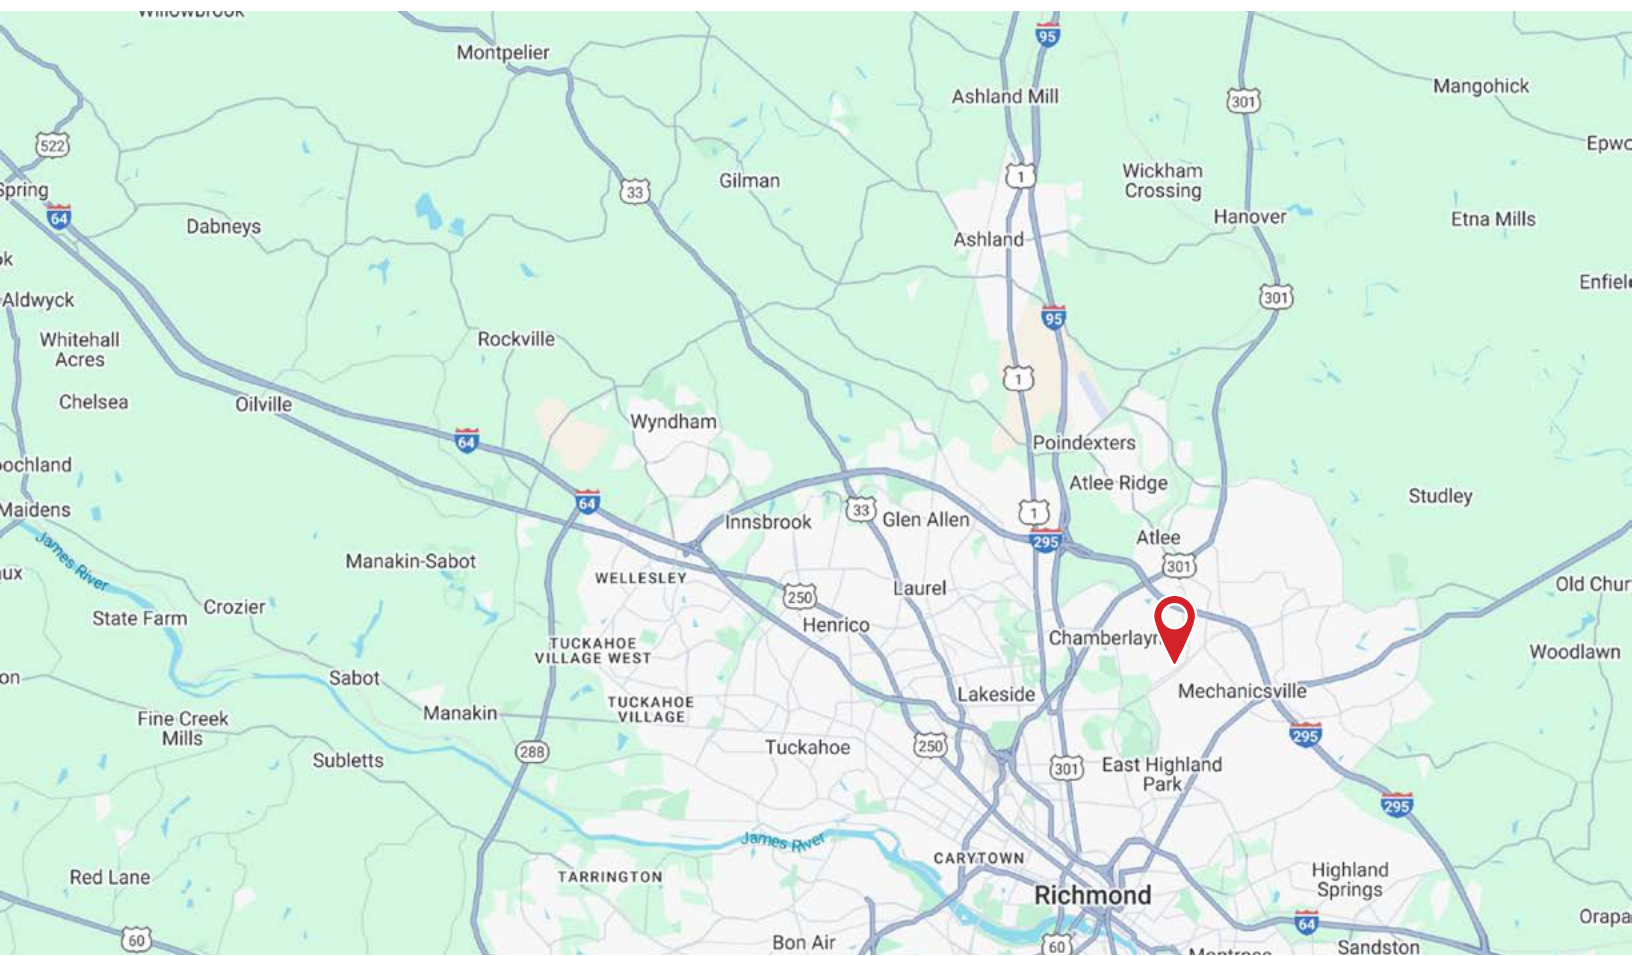 Willowbrook
Montpelier
95
Ashland Mill
Mangohick
301
522
Epwo
1
Wickham
Crossing
Gilman
33
Spring
64
Dabneys
Hanover
Etna Mills
Ashland
ok
Enfiel
Aldwyck
301
95
Whitehall
Acres
Rockville
1
Chelsea
Oilville
Wyndham
64
Poindexters
oochland
Atlee Ridge
64
Studley
Maidens
33
1
Innsbrook
Glen Allen
295
Atlee
James River
Manakin-Sabot
301
aux
WELLESLEY
Old Chur
Laurel
250
Crozier
State Farm
Henrico
Chamberlayn
TUCKAHOE
VILLAGE WEST
Woodlawn
on
Sabot
Lakeside
Mechanicsville
TUCKAHOE
VILLAGE
Manakin
Fine Creek
Mills
295
Tuckahoe
250
288
Subletts
301
East Highland
Park
295
James River
CARYTOWN
Red Lane
TARRINGTON
Highland
Springs
Richmond
Orapa
64
60
Bon Air
60
Sandston
Montrose